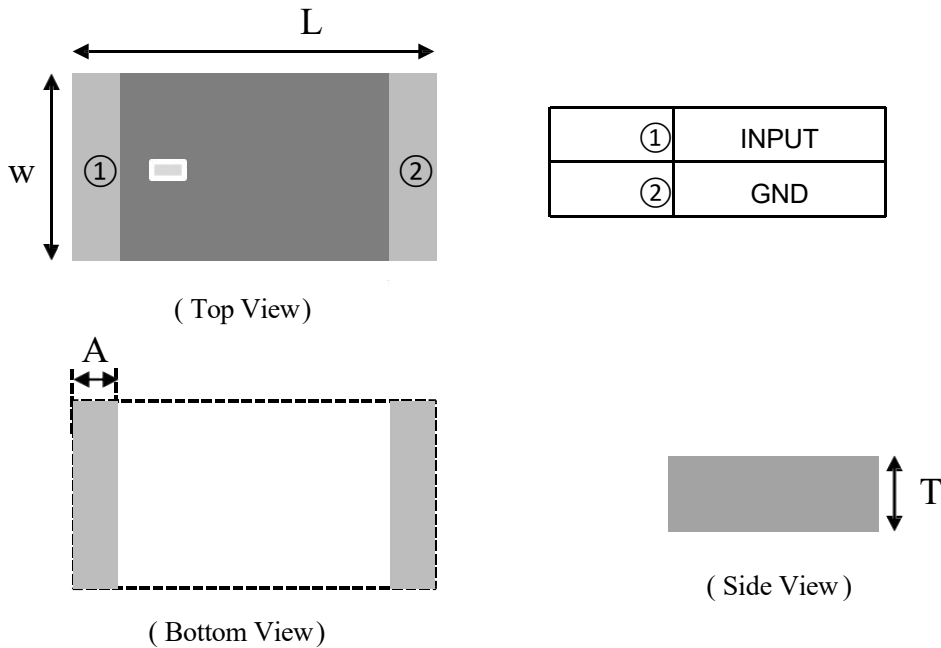 L
w
① ②
① INPUT
② GND
( Top View)
A
T
( Side View )
( Bottom View)